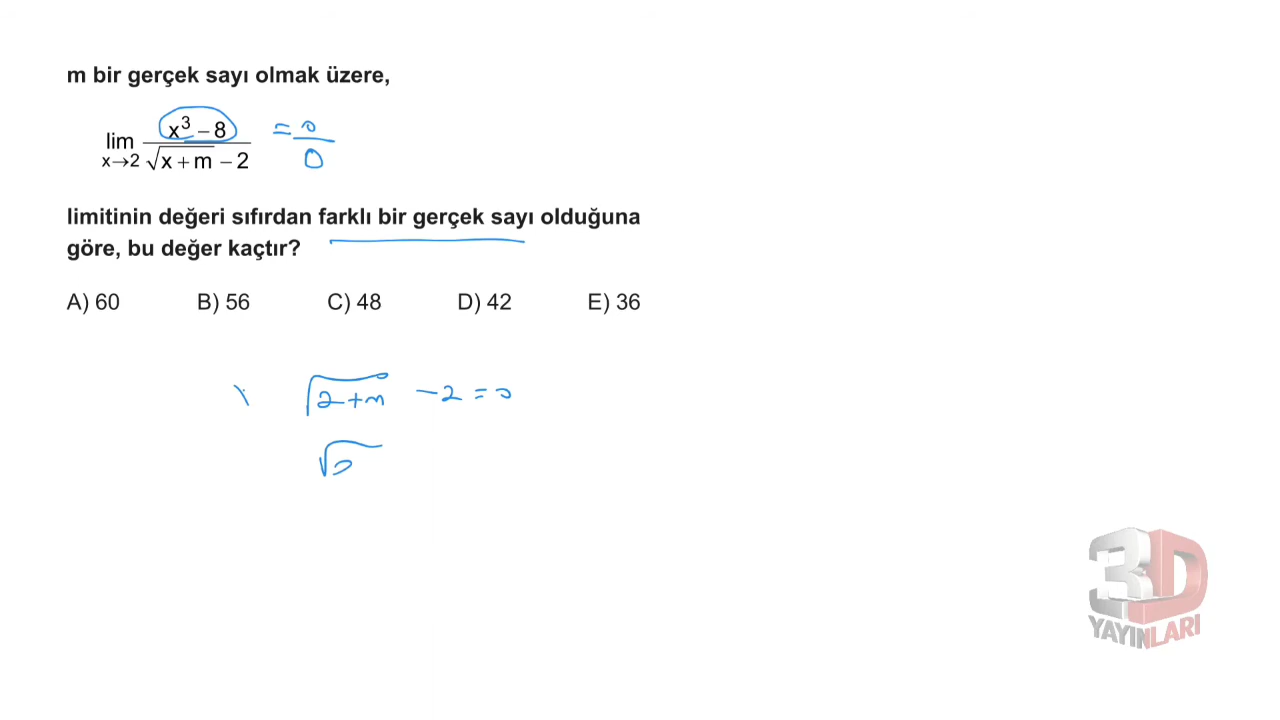 m bir gerçek sayı olmak üzere,
lim x→2 (x³ – 8) / (√(x + m) – 2) = 0/0
limitinin değeri sıfırdan farklı bir gerçek sayı olduğuna
göre, bu değer kaçtır?
A) 60 B) 56 C) 48 D) 42 E) 36
√(2+m) – 2 = 0
3D
YAYINLARI